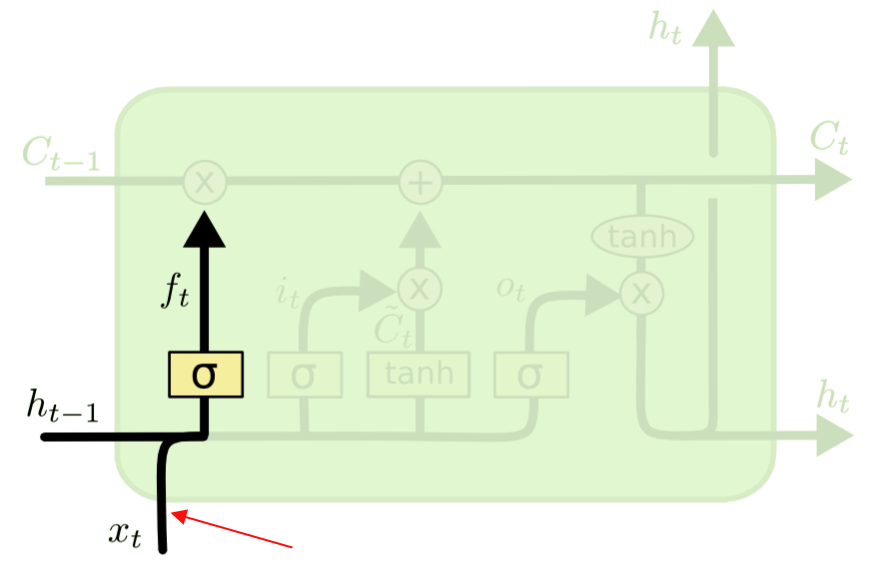 h_t
C_{t-1}
x
+
C_t
tanh
f_t
i_t
x
o_t
x
\tilde{C}_t
σ
σ
tanh
σ
h_{t-1}
h_t
x_t